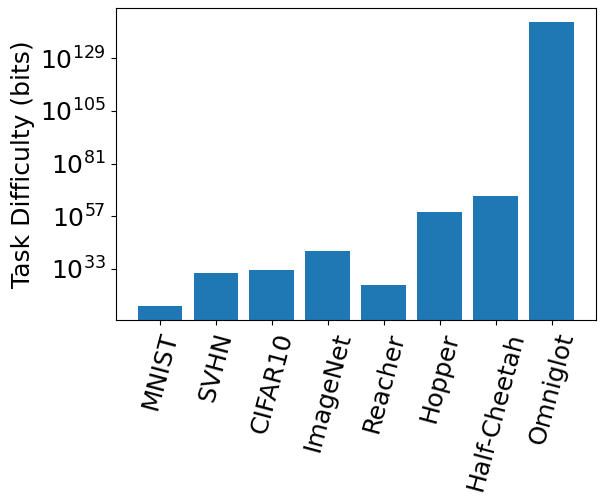 Task Difficulty (bits)
10^129
10^105
10^81
10^57
10^33
MNIST
SVHN
CIFAR10
ImageNet
Reacher
Hopper
Half-Cheetah
Omniglot